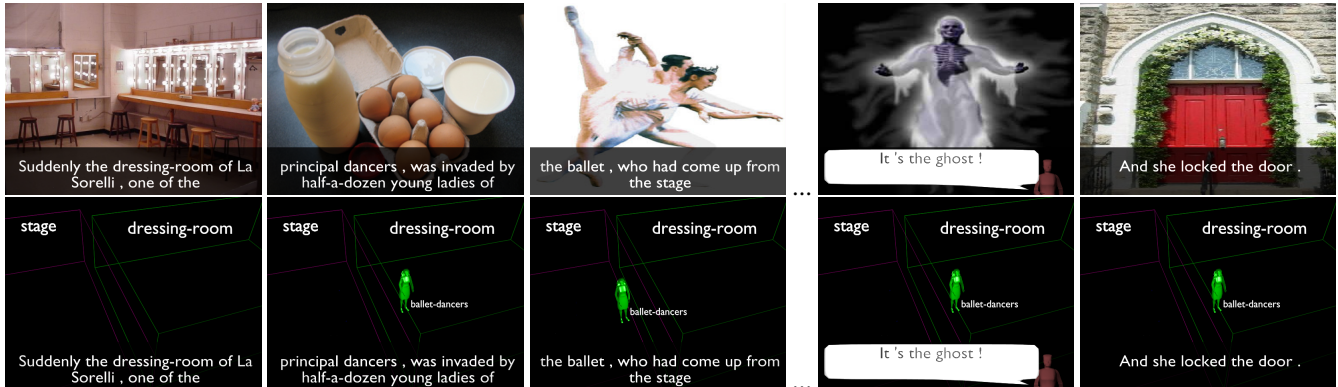 Suddenly the dressing-room of La
Sorelli , one of the
principal dancers , was invaded by
half-a-dozen young ladies of
the ballet , who had come up from
the stage
...
It 's the ghost !
And she locked the door .
stage
dressing-room
Suddenly the dressing-room of La
Sorelli , one of the
stage
dressing-room
ballet-dancers
principal dancers , was invaded by
half-a-dozen young ladies of
stage
dressing-room
ballet-dancers
the ballet , who had come up from
the stage
...
stage
dressing-room
ballet-dancers
It 's the ghost !
stage
dressing-room
ballet-dancers
And she locked the door .